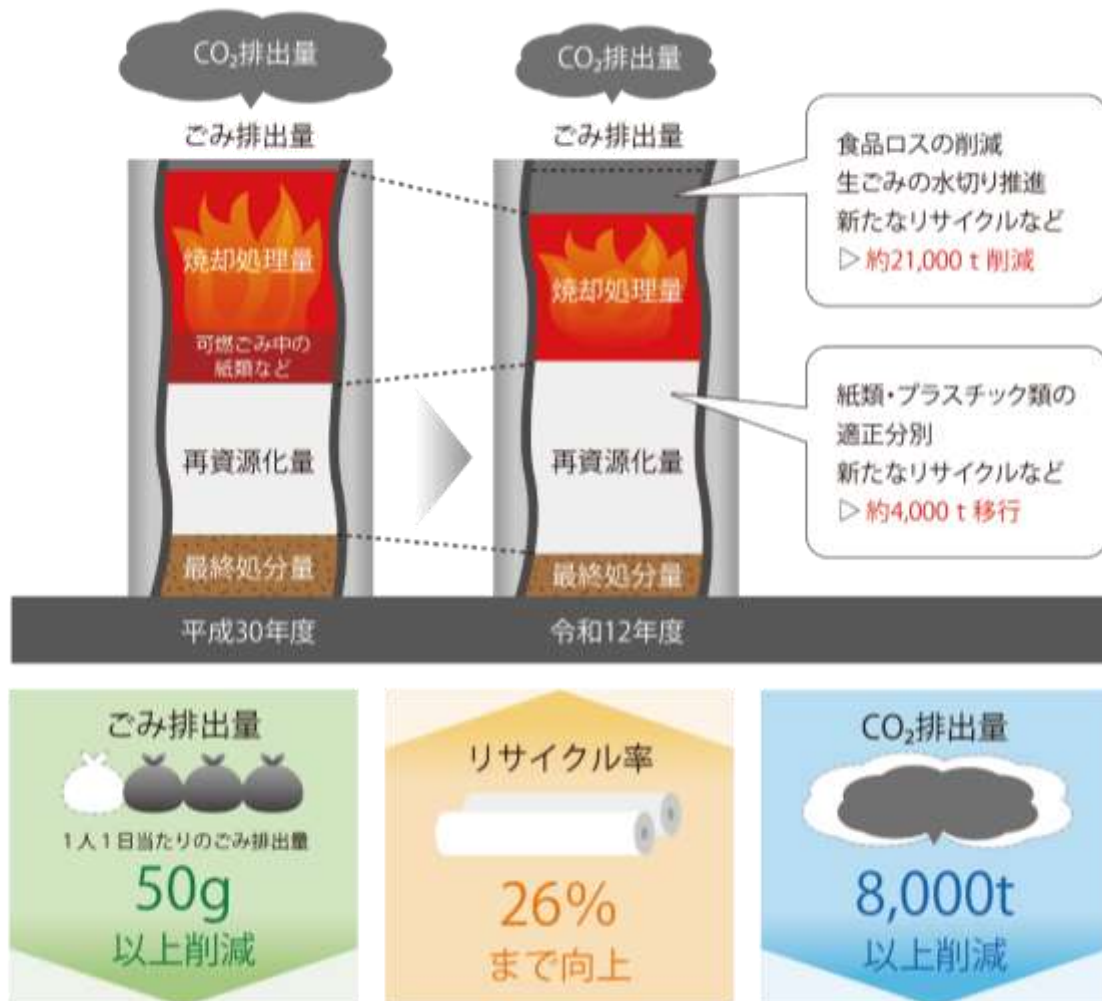 CO₂排出量
CO₂排出量
ごみ排出量
ごみ排出量
焼却処理量
可燃ごみ中の
紙類など
再資源化量
最終処分量
焼却処理量
再資源化量
最終処分量
食品ロスの削減
生ごみの水切り推進
新たなリサイクルなど
▷ 約21,000 t 削減
紙類・プラスチック類の
適正分別
新たなリサイクルなど
▷ 約4,000 t 移行
平成30年度
令和12年度
ごみ排出量
1人1日当たりのごみ排出量
50g
以上削減
リサイクル率
26%
まで向上
CO₂排出量
8,000t
以上削減